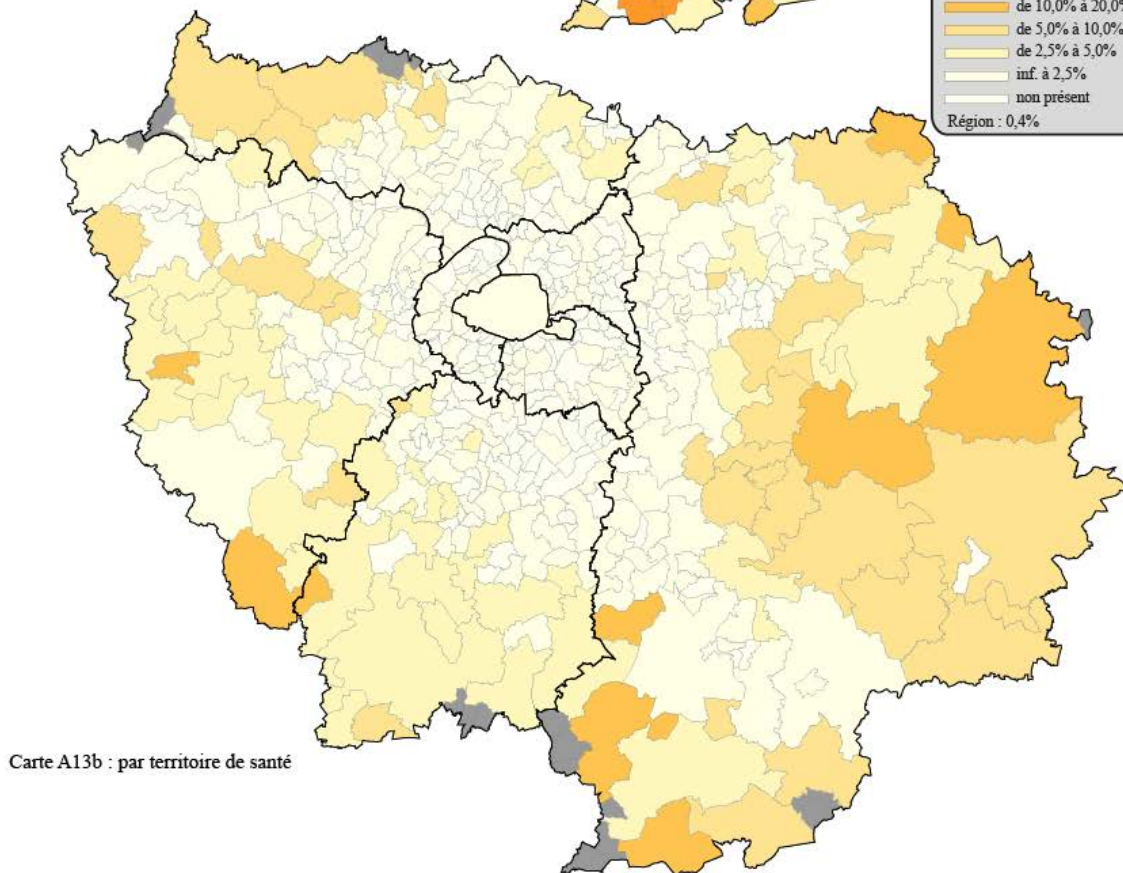 de 10,0% à 20,0%
de 5,0% à 10,0%
de 2,5% à 5,0%
inf. à 2,5%
non présent
Région : 0,4%
Carte A13b : par territoire de santé